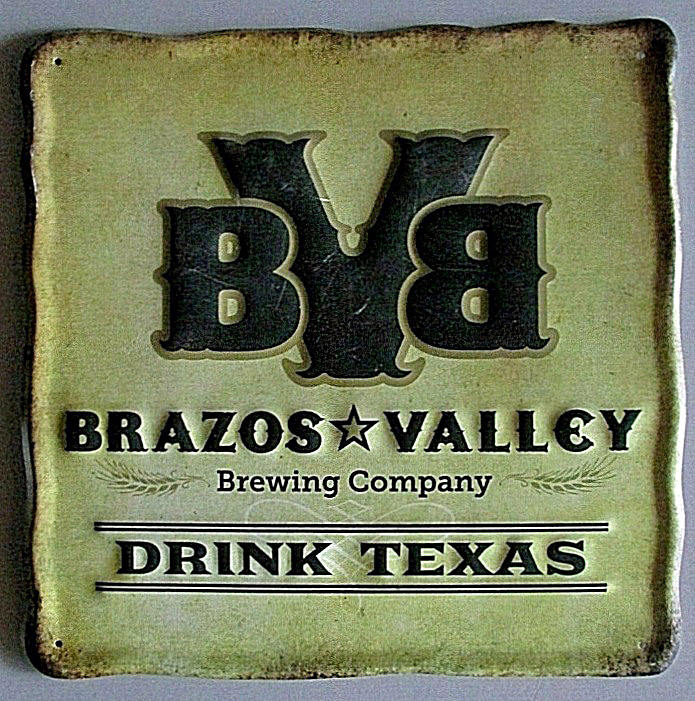 BVB
BRAZOS☆VALLEY
Brewing Company
DRINK TEXAS